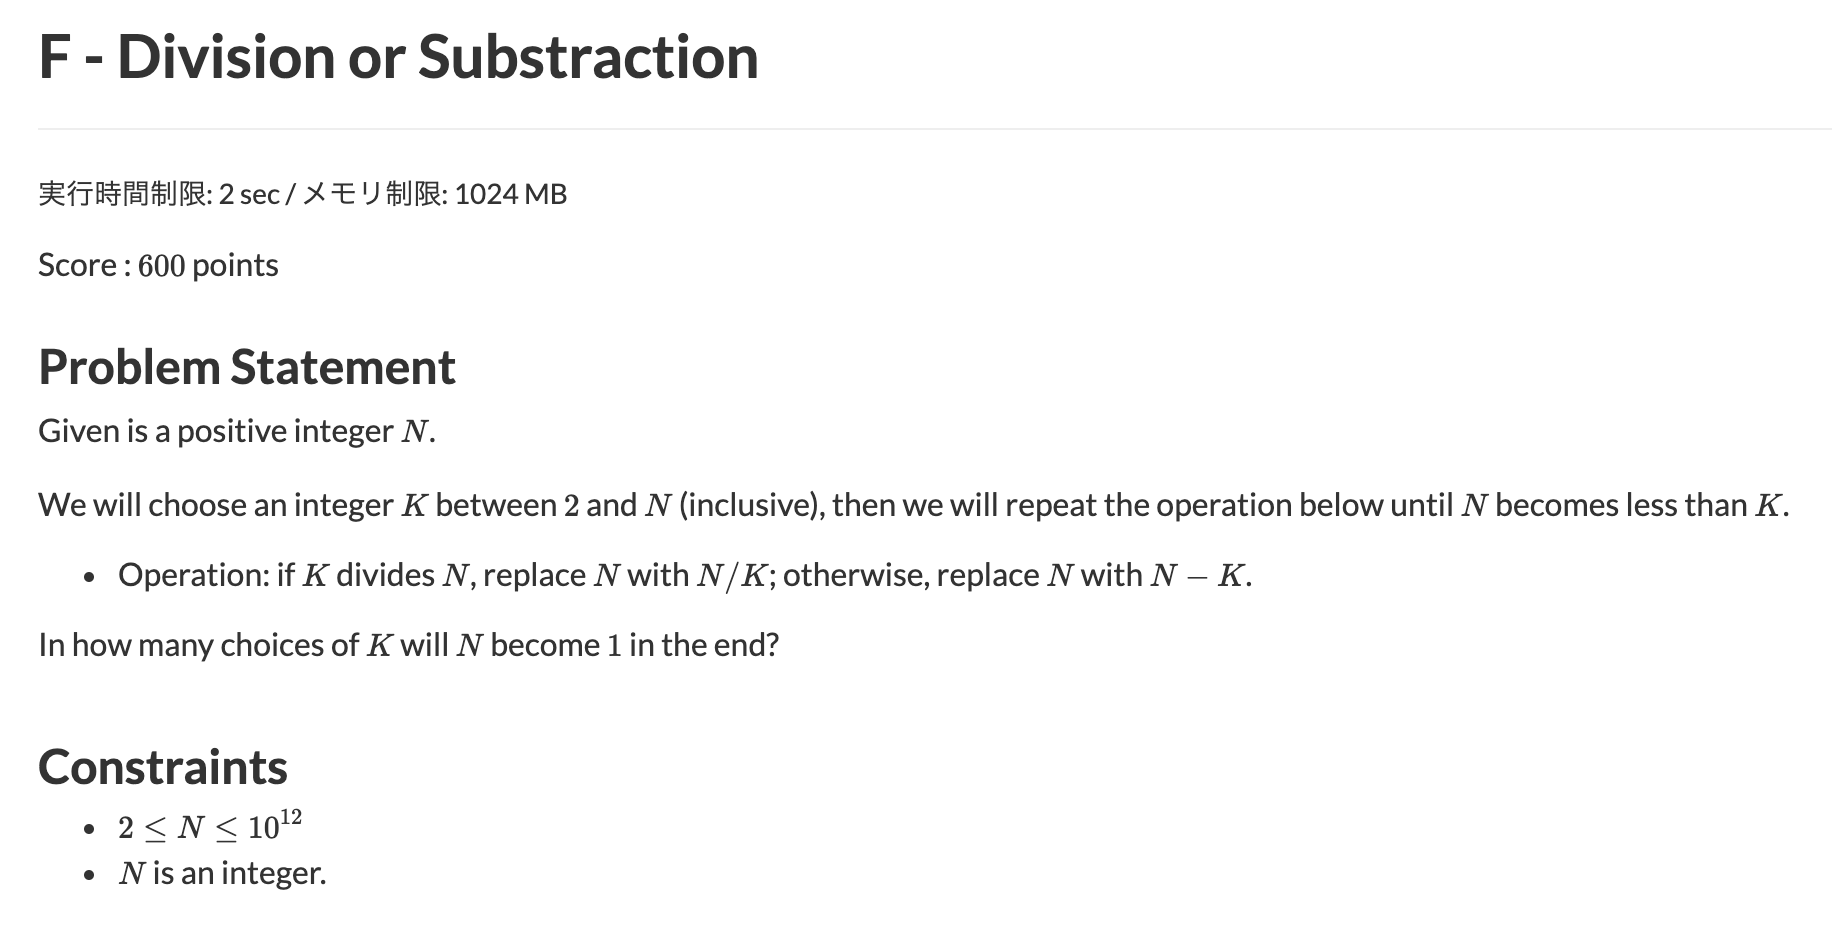 F - Division or Substraction
実行時間制限: 2 sec / メモリ制限: 1024 MB
Score : 600 points
Problem Statement
Given is a positive integer N.
We will choose an integer K between 2 and N (inclusive), then we will repeat the operation below until N becomes less than K.
• Operation: if K divides N, replace N with N/K; otherwise, replace N with N − K.
In how many choices of K will N become 1 in the end?
Constraints
• 2 ≦ N ≦ 10^12
• N is an integer.